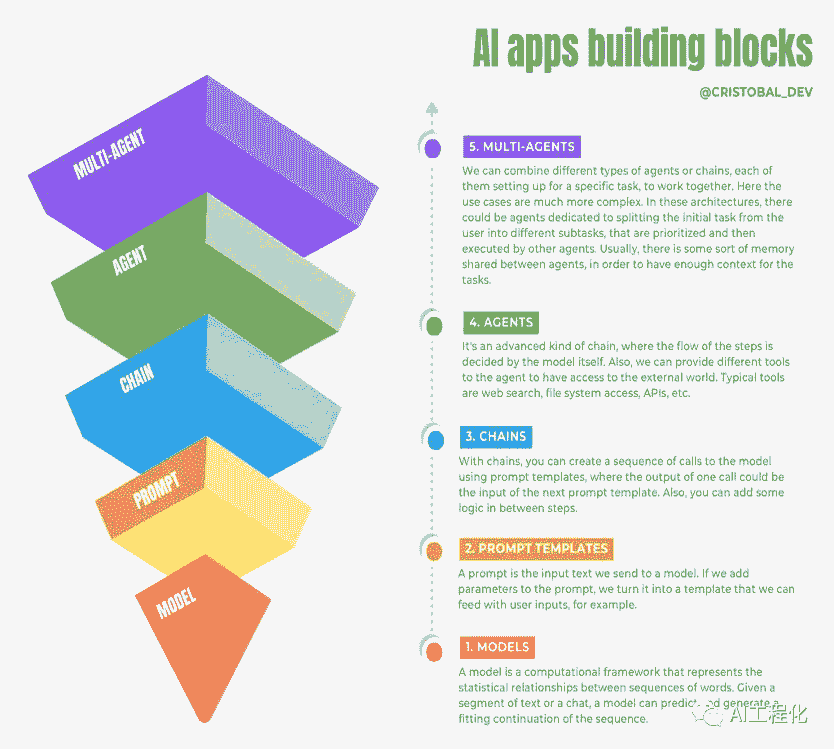 AI apps building blocks
@CRISTOBAL_DEV
MULTI-AGENT
AGENT
CHAIN
PROMPT
MODEL
5. MULTI-AGENTS
We can combine different types of agents or chains, each of
them setting up for a specific task, to work together. Here the
use cases are much more complex. In these architectures, there
could be agents dedicated to splitting the initial task from the
user into different subtasks, that are prioritized and then
executed by other agents. Usually, there is some sort of memory
shared between agents, in order to have enough context for the
tasks.
4. AGENTS
It's an advanced kind of chain, where the flow of the steps is
decided by the model itself. Also, we can provide different tools
to the agent to have access to the external world. Typical tools
are web search, file system access, APIs, etc.
3. CHAINS
With chains, you can create a sequence of calls to the model
using prompt templates, where the output of one call could be
the input of the next prompt template. Also, you can add some
logic in between steps.
2. PROMPT TEMPLATES
A prompt is the input text we send to a model. If we add
parameters to the prompt, we turn it into a template that we can
feed with user inputs, for example.
1. MODELS
A model is a computational framework that represents the
statistical relationships between sequences of words. Given a
segment of text or a chat, a model can predict and generate a
fitting continuation of the sequence.
AI工程化